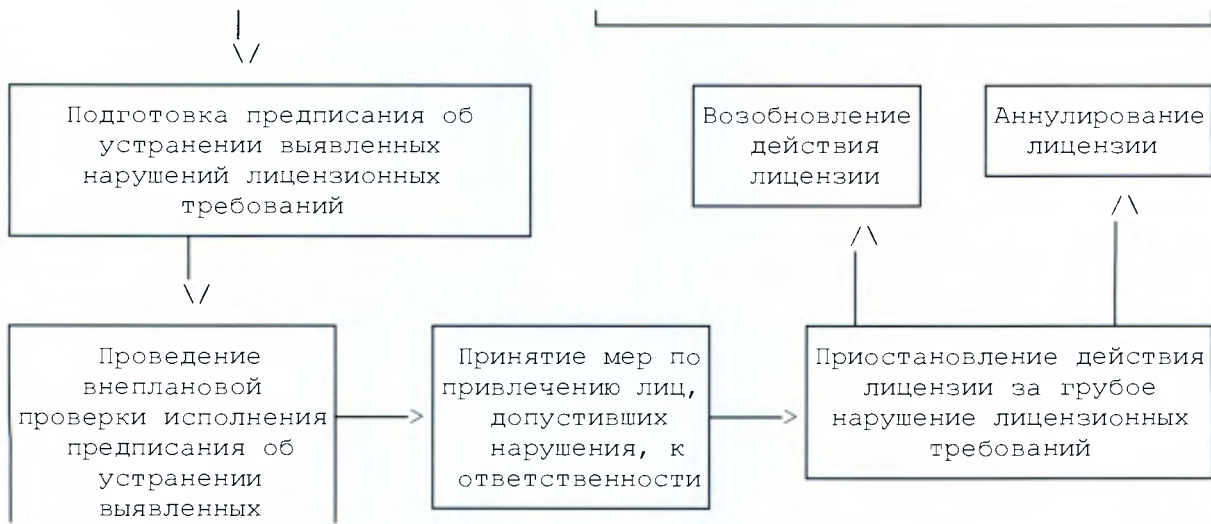 Подготовка предписания об
устранении выявленных
нарушений лицензионных
требований
Возобновление
действия
лицензии
Аннулирование
лицензии
Проведение
внеплановой
проверки исполнения
предписания об
устранении
выявленных
Принятие мер по
привлечению лиц,
допустивших
нарушения, к
ответственности
Приостановление действия
лицензии за грубое
нарушение лицензионных
требований